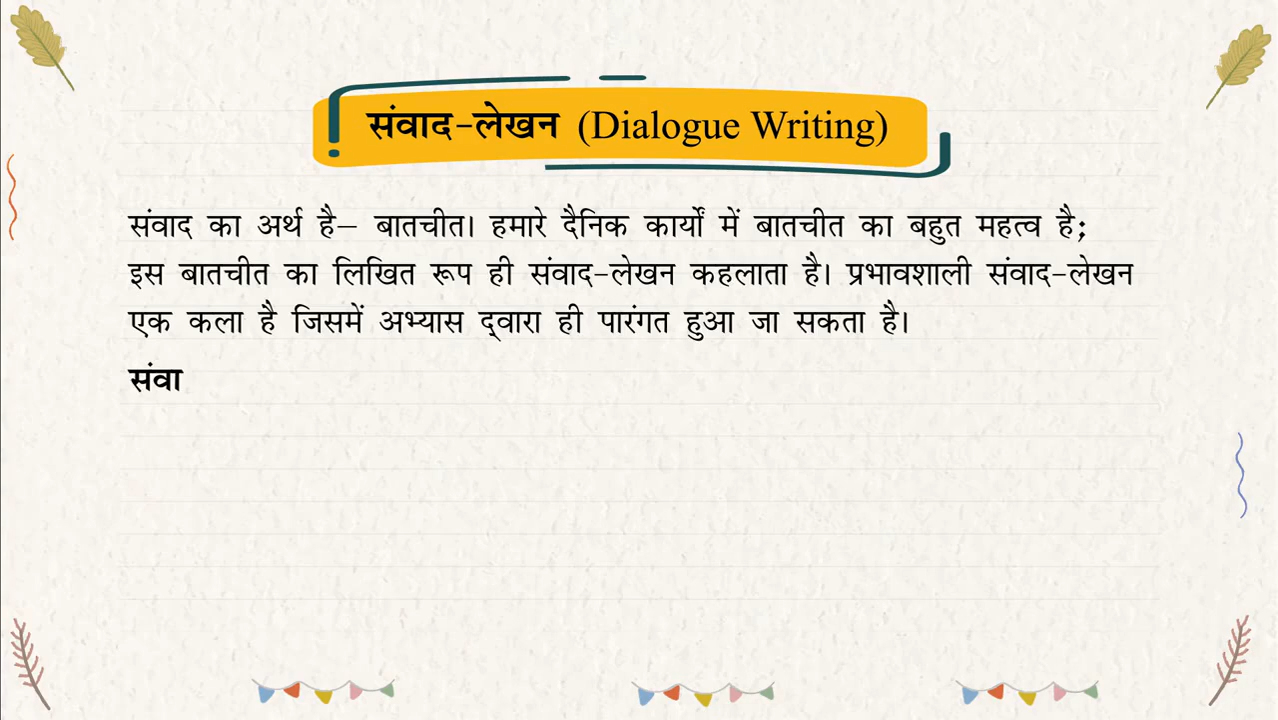 संवाद-लेखन (Dialogue Writing)
संवाद का अर्थ है– बातचीत। हमारे दैनिक कार्यों में बातचीत का बहुत महत्व है;
इस बातचीत का लिखित रूप ही संवाद-लेखन कहलाता है। प्रभावशाली संवाद-लेखन
एक कला है जिसमें अभ्यास द्‌वारा ही पारंगत हुआ जा सकता है।
संवा